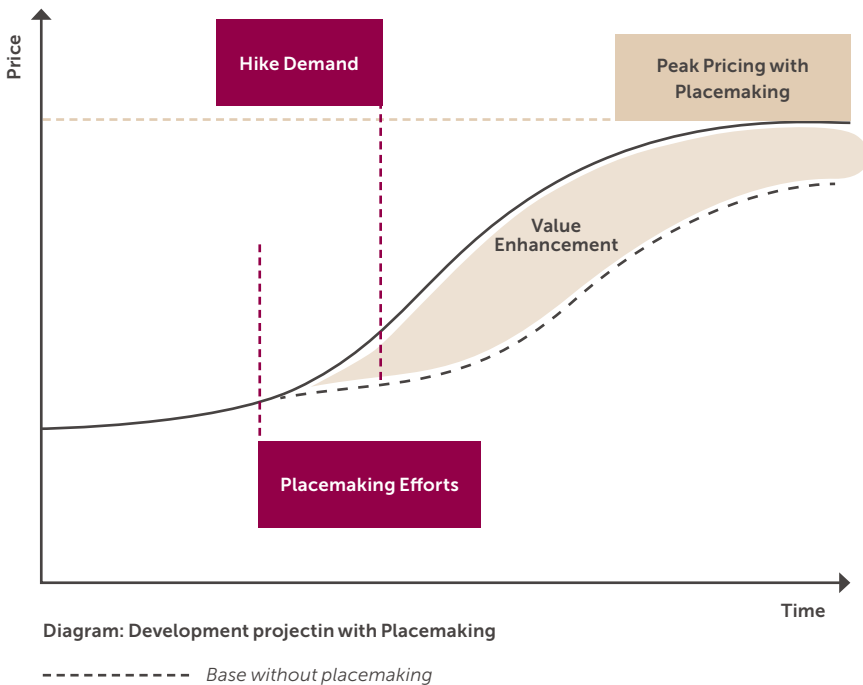 Price
Hike Demand
Peak Pricing with
Placemaking
Value
Enhancement
Placemaking Efforts
Time
Diagram: Development projectin with Placemaking
Base without placemaking